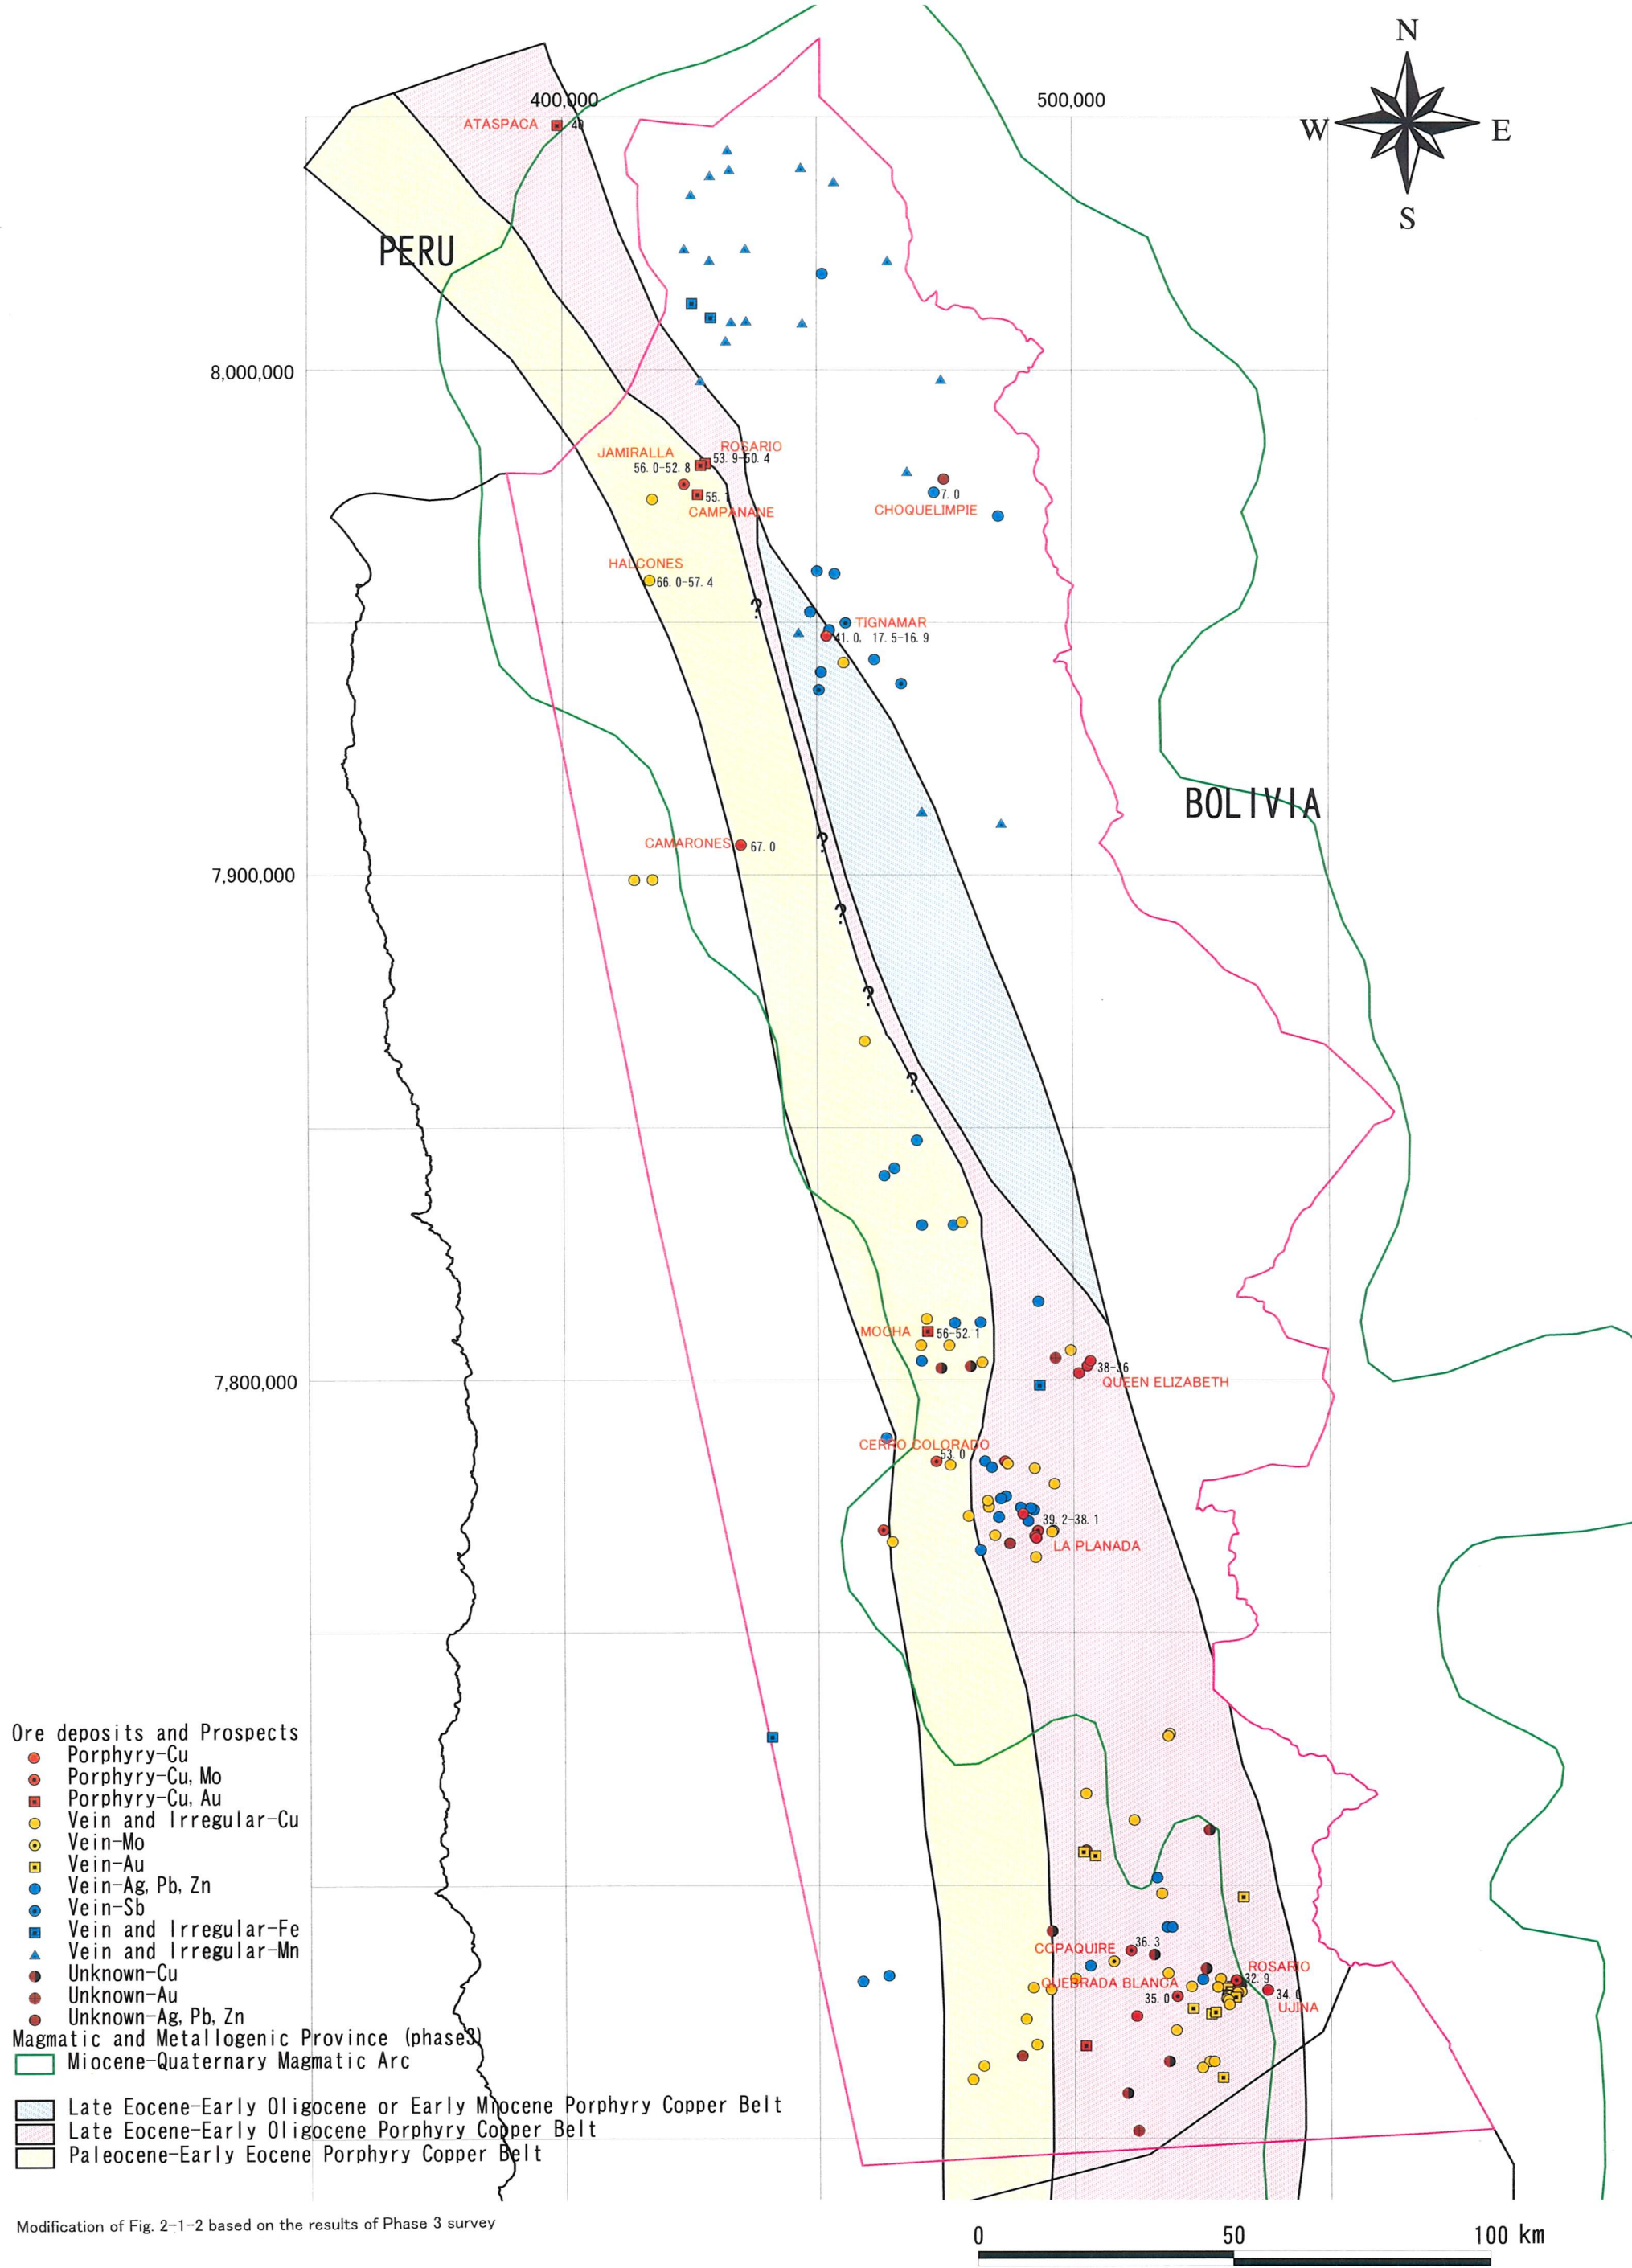 N
400,000
500,000
W
E
ATASPACA
40
S
PERU
8,000,000
ROSARIO
JAMIRALLA
53. 9-50. 4
56. 0-52. 8
55. 1
7. 0
CHOQUELIMPIE
CAMPANANE
HALCONES
66. 0-57. 4
?
TIGNAMAR
41. 0, 17. 5-16. 9
BOLIVIA
CAMARONES
67. 0
?
7,900,000
?
?
?
MOCHA
56-52. 1
38-36
7,800,000
QUEEN ELIZABETH
CERRO COLORADO
53. 0
39. 2-38. 1
LA PLANADA
Ore deposits and Prospects
Porphyry-Cu
Porphyry-Cu, Mo
Porphyry-Cu, Au
Vein and Irregular-Cu
Vein-Mo
Vein-Au
Vein-Ag, Pb, Zn
Vein-Sb
Vein and Irregular-Fe
36. 3
COPAQUIRE
Vein and Irregular-Mn
ROSARIO
Unknown-Cu
QUEBRADA BLANCA
32. 9
Unknown-Au
35. 0
34. 0
UJINA
Unknown-Ag, Pb, Zn
Magmatic and Metallogenic Province (phase3)
Miocene-Quaternary Magmatic Arc
Late Eocene-Early Oligocene or Early Miocene Porphyry Copper Belt
Late Eocene-Early Oligocene Porphyry Copper Belt
Paleocene-Early Eocene Porphyry Copper Belt
Modification of Fig. 2-1-2 based on the results of Phase 3 survey
0
50
100 km